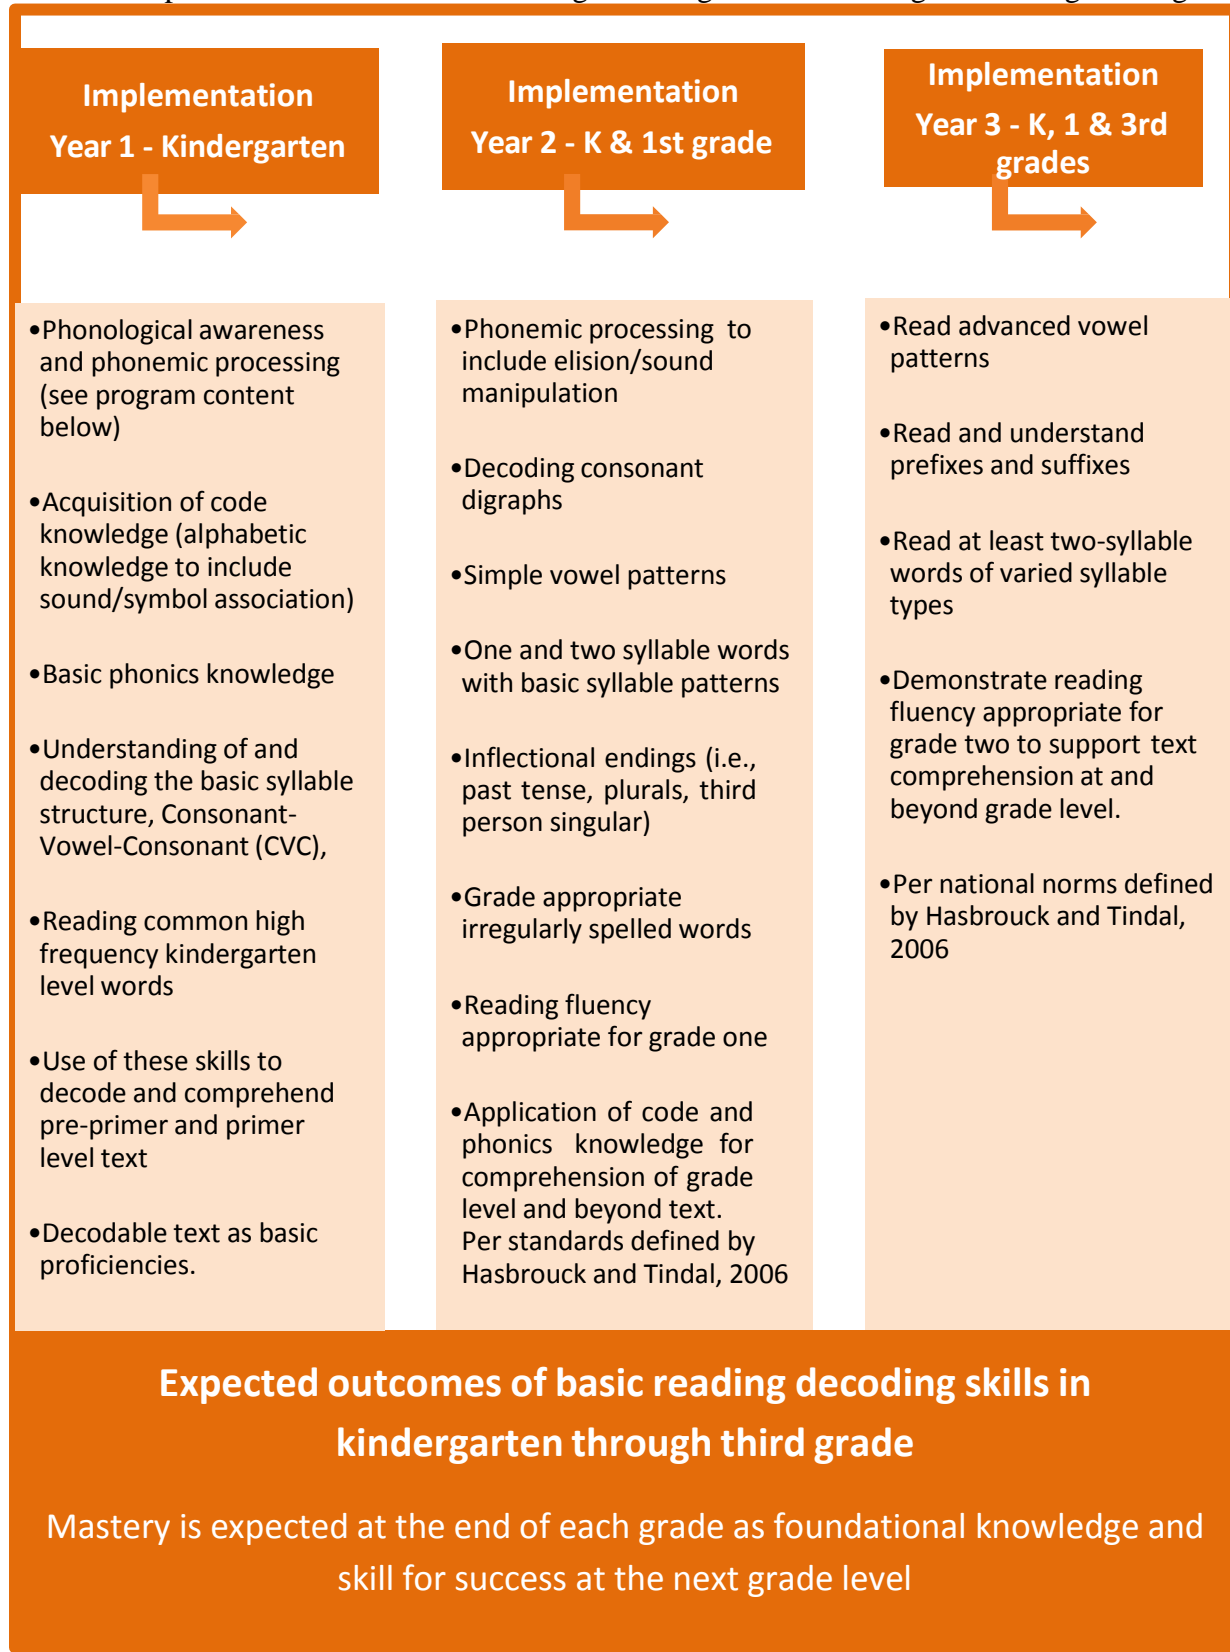 Implementation
Year 1 - Kindergarten
•Phonological awareness
and phonemic processing
(see program content
below)
•Acquisition of code
knowledge (alphabetic
knowledge to include
sound/symbol association)
•Basic phonics knowledge
•Understanding of and
decoding the basic syllable
structure, Consonant-
Vowel-Consonant (CVC),
•Reading common high
frequency kindergarten
level words
•Use of these skills to
decode and comprehend
pre-primer and primer
level text
•Decodable text as basic
proficiencies.
Implementation
Year 2 - K & 1st grade
•Phonemic processing to
include elision/sound
manipulation
•Decoding consonant
digraphs
•Simple vowel patterns
•One and two syllable words
with basic syllable patterns
•Inflectional endings (i.e.,
past tense, plurals, third
person singular)
•Grade appropriate
irregularly spelled words
•Reading fluency
appropriate for grade one
•Application of code and
phonics knowledge for
comprehension of grade
level and beyond text.
Per standards defined by
Hasbrouck and Tindal, 2006
Implementation
Year 3 - K, 1 & 3rd
grades
•Read advanced vowel
patterns
•Read and understand
prefixes and suffixes
•Read at least two-syllable
words of varied syllable
types
•Demonstrate reading
fluency appropriate for
grade two to support text
comprehension at and
beyond grade level.
•Per national norms defined
by Hasbrouck and Tindal,
2006
Expected outcomes of basic reading decoding skills in
kindergarten through third grade
Mastery is expected at the end of each grade as foundational knowledge and
skill for success at the next grade level